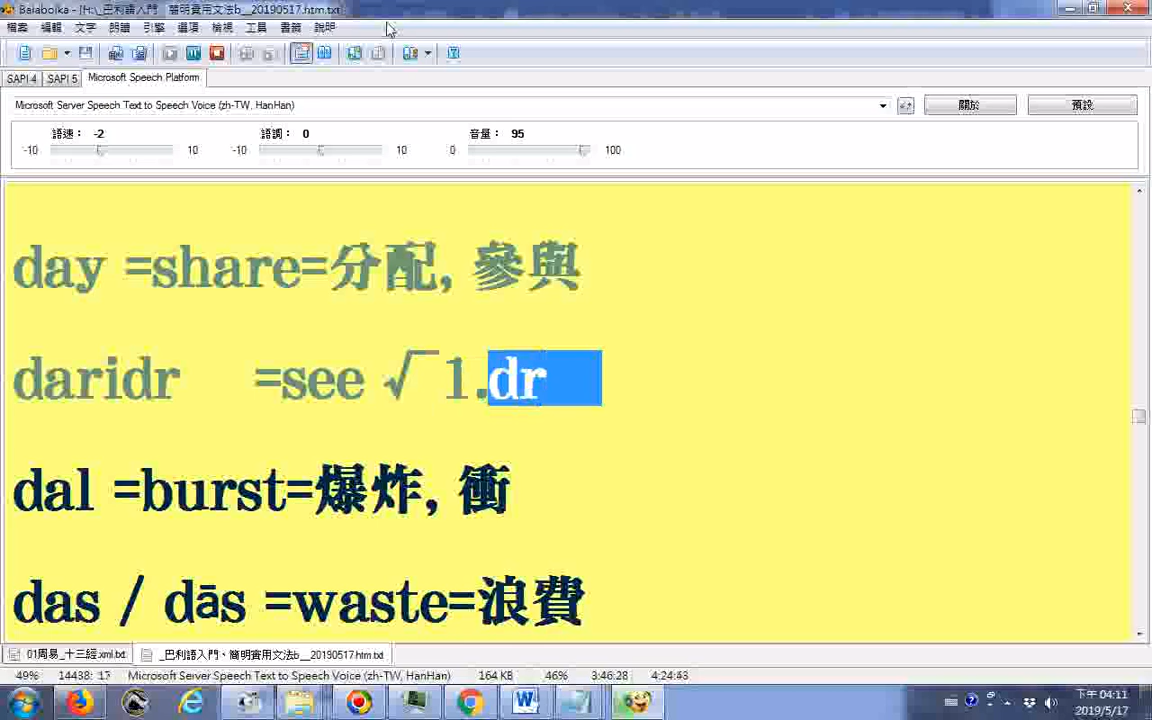 Balabolka - [H:\_巴利語入門、簡明實用文法b__20190517.htm.txt]
檔案 編輯 文字 朗讀 引擎 選項 檢視 工具 書籤 說明
SAPI 4 SAPI 5 Microsoft Speech Platform
Microsoft Server Speech Text to Speech Voice (zh-TW, HanHan) 關於 預設
語速： -2 語調： 0 音量： 95
-10 10 -10 10 0 100
day =share=分配, 參與
daridr =see √ 1.dr
dal =burst=爆炸, 衝
das / dās =waste=浪費
01周易_十三經.xml.txt _巴利語入門、簡明實用文法b__20190517.htm.txt
49% 14438: 17 Microsoft Server Speech Text to Speech Voice (zh-TW, HanHan) 164 KB 46% 3:46:28 4:24:43
下午 04:11
2019/5/17